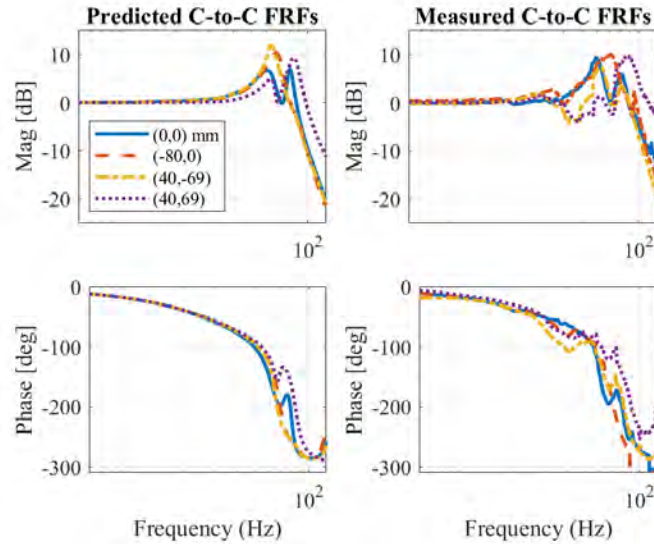 Predicted C-to-C FRFs
Mag [dB]
10
0
-10
-20
(0,0) mm
(-80,0)
(40,-69)
(40,69)
10²
Measured C-to-C FRFs
Mag [dB]
10
0
-10
-20
10²
Phase [deg]
0
-100
-200
-300
10²
Frequency (Hz)
Phase [deg]
0
-100
-200
-300
10²
Frequency (Hz)